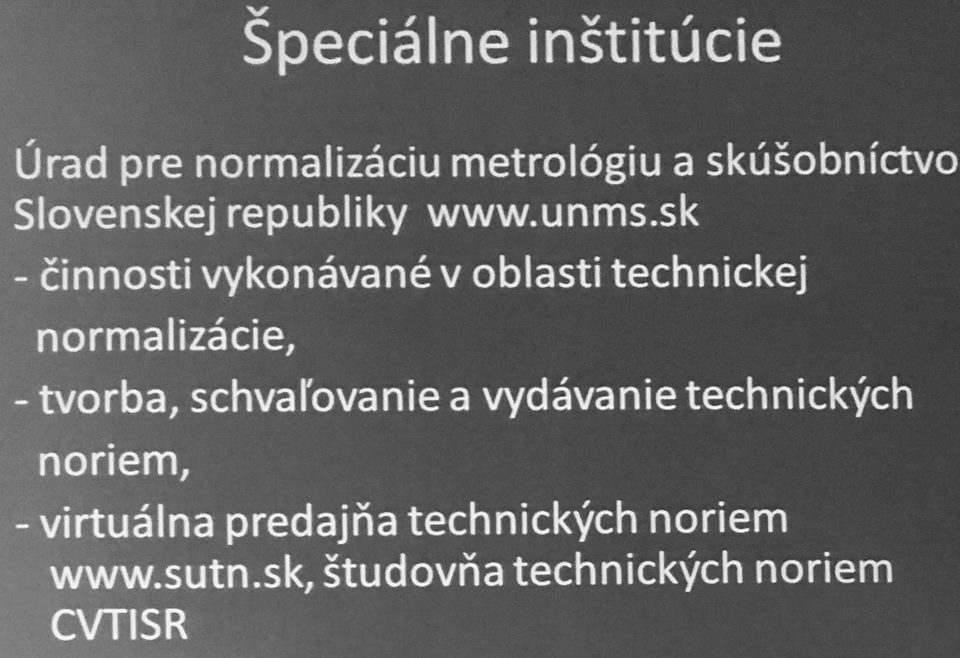 Špeciálne inštitúcie
Úrad pre normalizáciu metrológiu a skúšobníctvo
Slovenskej republiky www.unms.sk
- činnosti vykonávané v oblasti technickej
normalizácie,
- tvorba, schvaľovanie a vydávanie technických
noriem,
- virtuálna predajňa technických noriem
www.sutn.sk, študovňa technických noriem
CVTISR